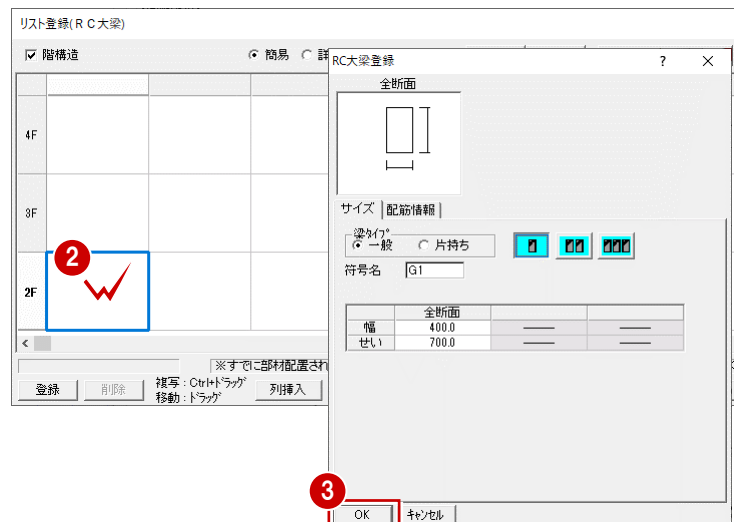 リスト登録(ＲＣ大梁)
階構造
簡易
4F
3F
2
2F
<
※すでに部材配置され
登録
削除
複写：Ctrl+ドラッグ
移動：ドラッグ
列挿入
RC大梁登録
?
×
全断面
サイズ
配筋情報
梁タイプ
一般
片持ち
符号名
G1
全断面
幅
400.0
せい
700.0
3
OK
キャンセル